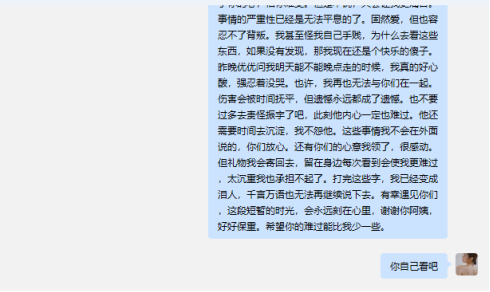 事情的严重性已经是无法平息的了。固然爱，但也容
忍不了背叛。我甚至怪我自己手贱，为什么去看这些
东西，如果没有发现，那我现在还是个快乐的傻子。
昨晚优优问我明天能不能晚点走的时候，我真的好心
酸，强忍着没哭。也许，我再也无法与你们在一起。
伤害会被时间抚平，但遗憾永远都成了遗憾。也不要
过多去责怪振宇了吧，此刻他内心一定也难过。他还
需要时间去沉淀，我不怨他。这些事情我不会在外面
说的，你们放心。还有你们的心意我领了，很感动。
但礼物我会寄回去，留在身边每次看到会使我更难过
，太沉重我也承担不起了。打完这些字，我已经变成
泪人，千言万语也无法再继续说下去。有幸遇见你们
，这段短暂的时光，会永远刻在心里，谢谢你阿姨，
好好保重。希望你的难过能比我少一些。
你自己看吧